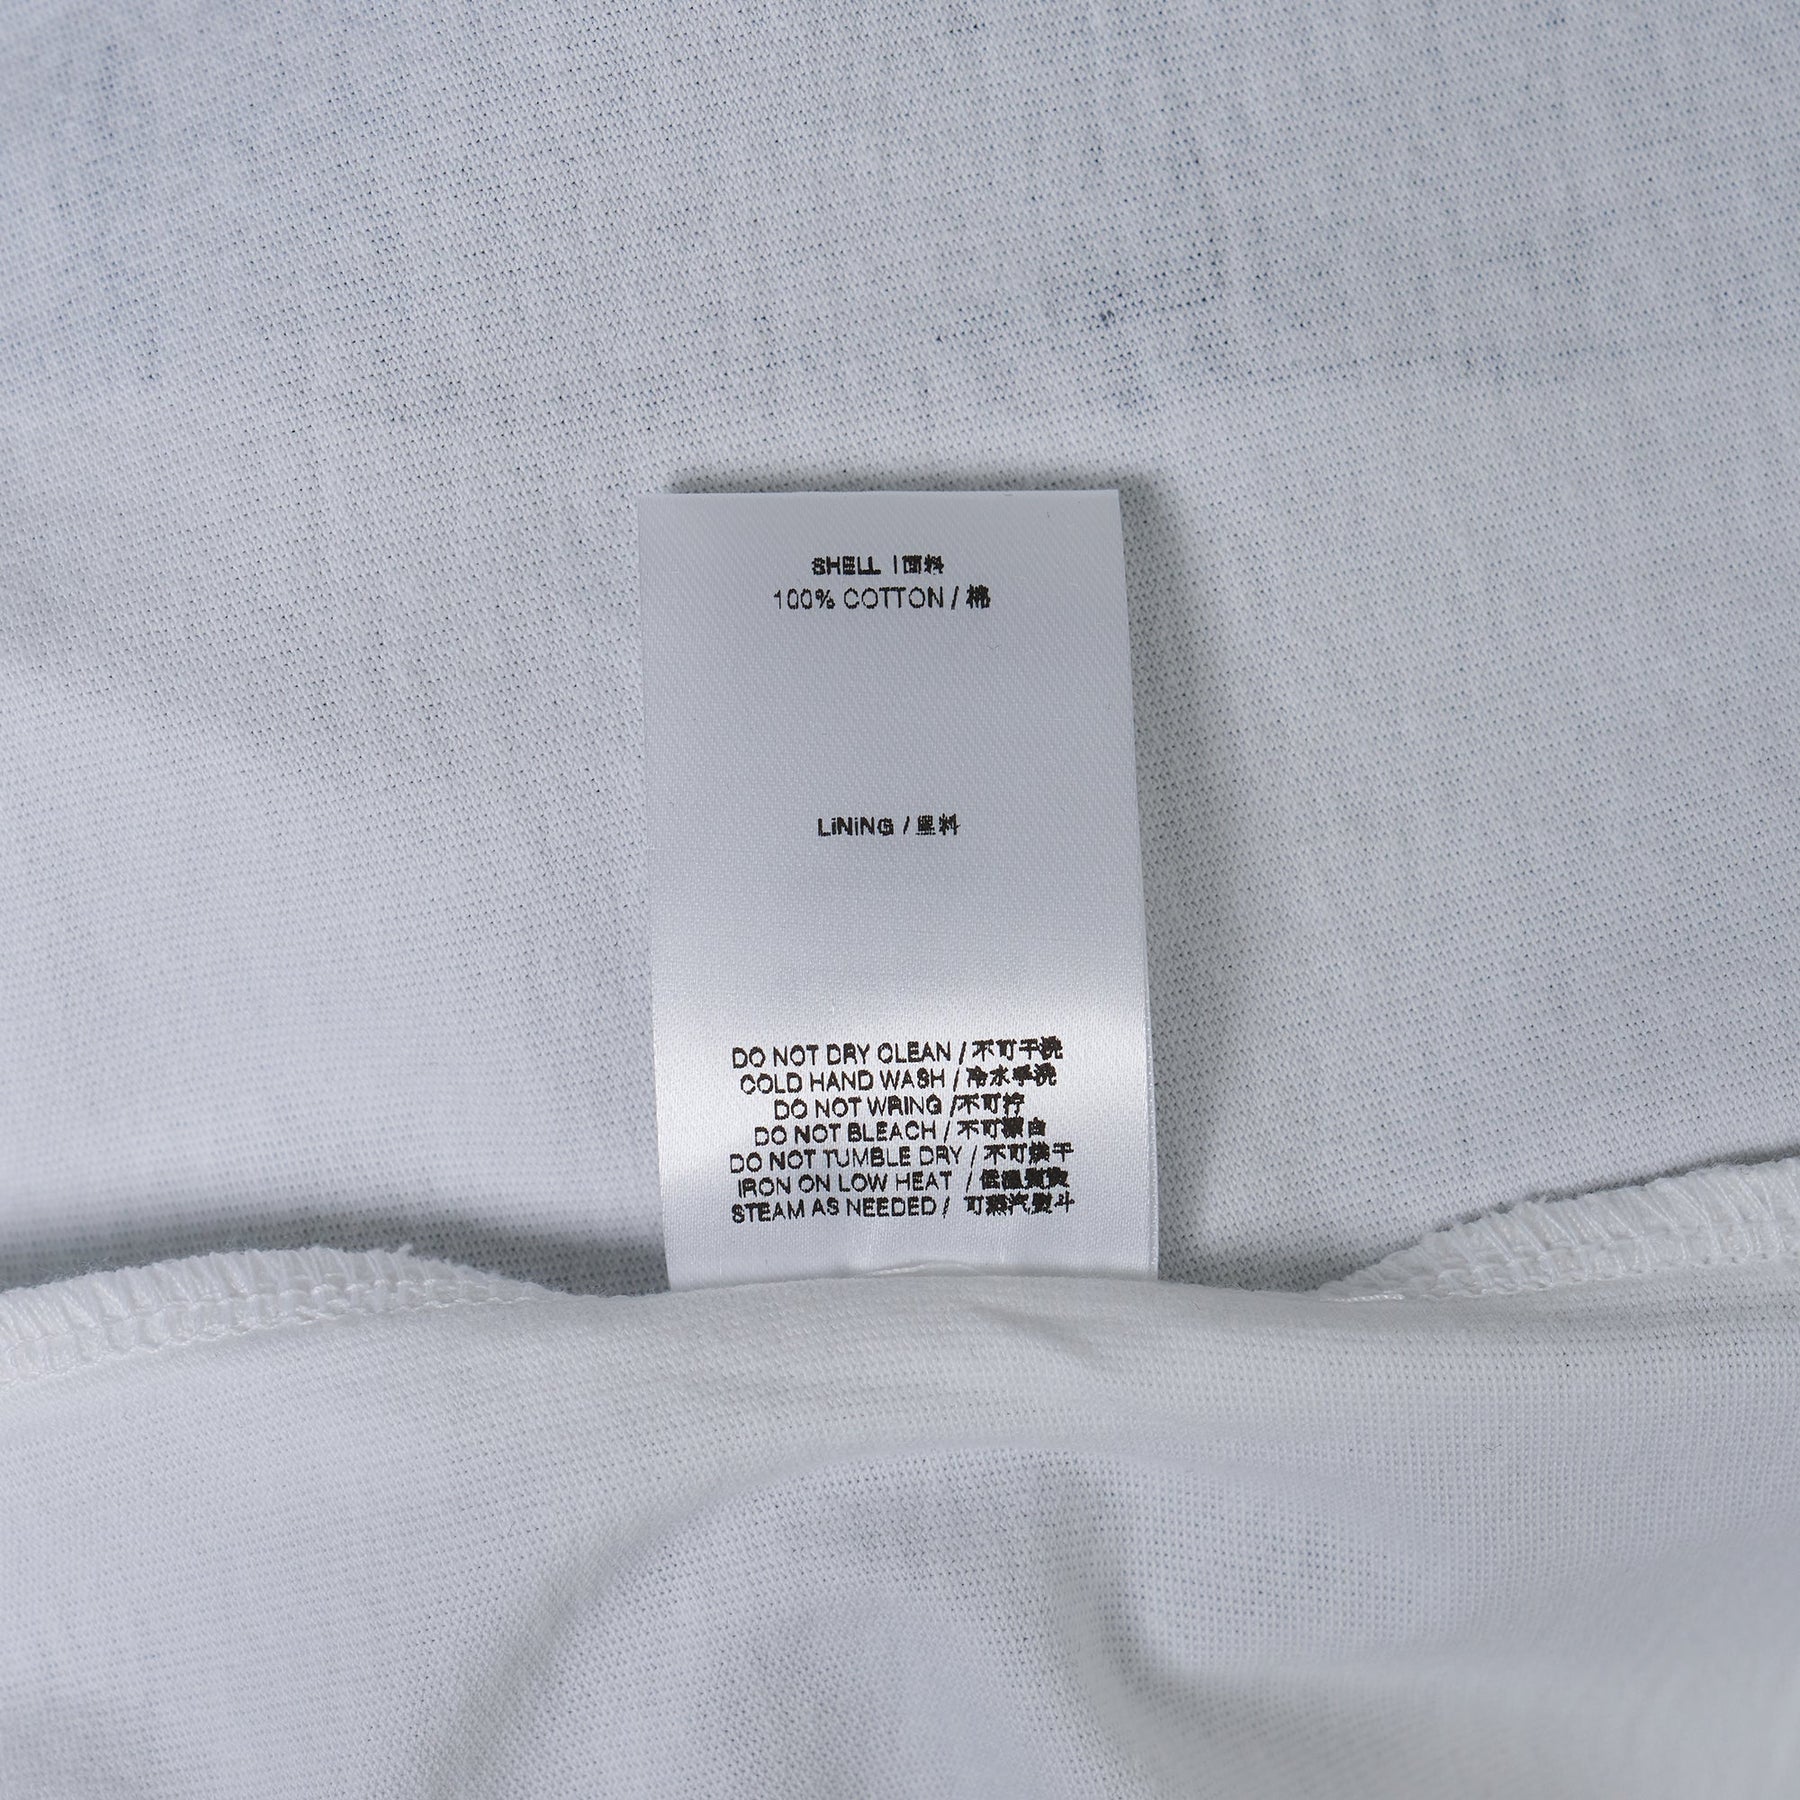 SHELL / 面料
100% COTTON / 棉
LiNiNG / 里料
DO NOT DRY CLEAN / 不可干洗
COLD HAND WASH / 冷水手洗
DO NOT WRING /不可拧
DO NOT BLEACH / 不可漂白
DO NOT TUMBLE DRY / 不可烘干
IRON ON LOW HEAT / 低温熨烫
STEAM AS NEEDED / 可蒸汽熨斗